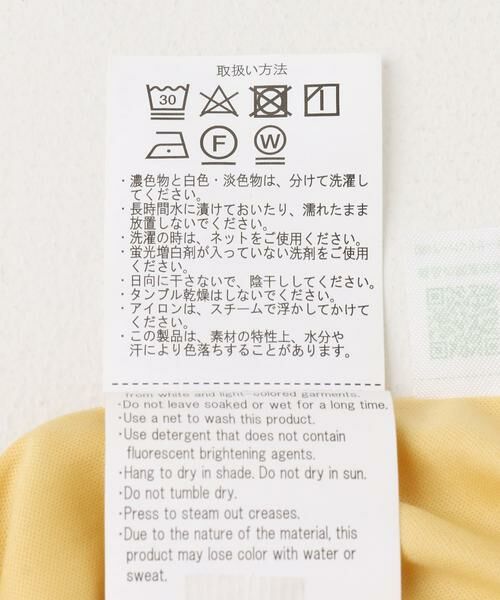 取扱い方法
30
F W
・濃色物と白色・淡色物は、分けて洗濯し
てください。
・長時間水に漬けておいたり、濡れたまま
放置しないでください。
・洗濯の時は、ネットをご使用ください。
・蛍光増白剤が入っていない洗剤をご使用
ください。
・日向に干さないで、陰干ししてください。
・タンブル乾燥はしないでください。
・アイロンは、スチームで浮かしてかけて
ください。
・この製品は、素材の特性上、水分や
汗により色落ちすることがあります。
from white and light-colored garments.
・Do not leave soaked or wet for a long time.
・Use a net to wash this product.
・Use detergent that does not contain
fluorescent brightening agents.
・Hang to dry in shade. Do not dry in sun.
・Do not tumble dry.
・Press to steam out creases.
・Due to the nature of the material, this
product may lose color with water or
sweat.